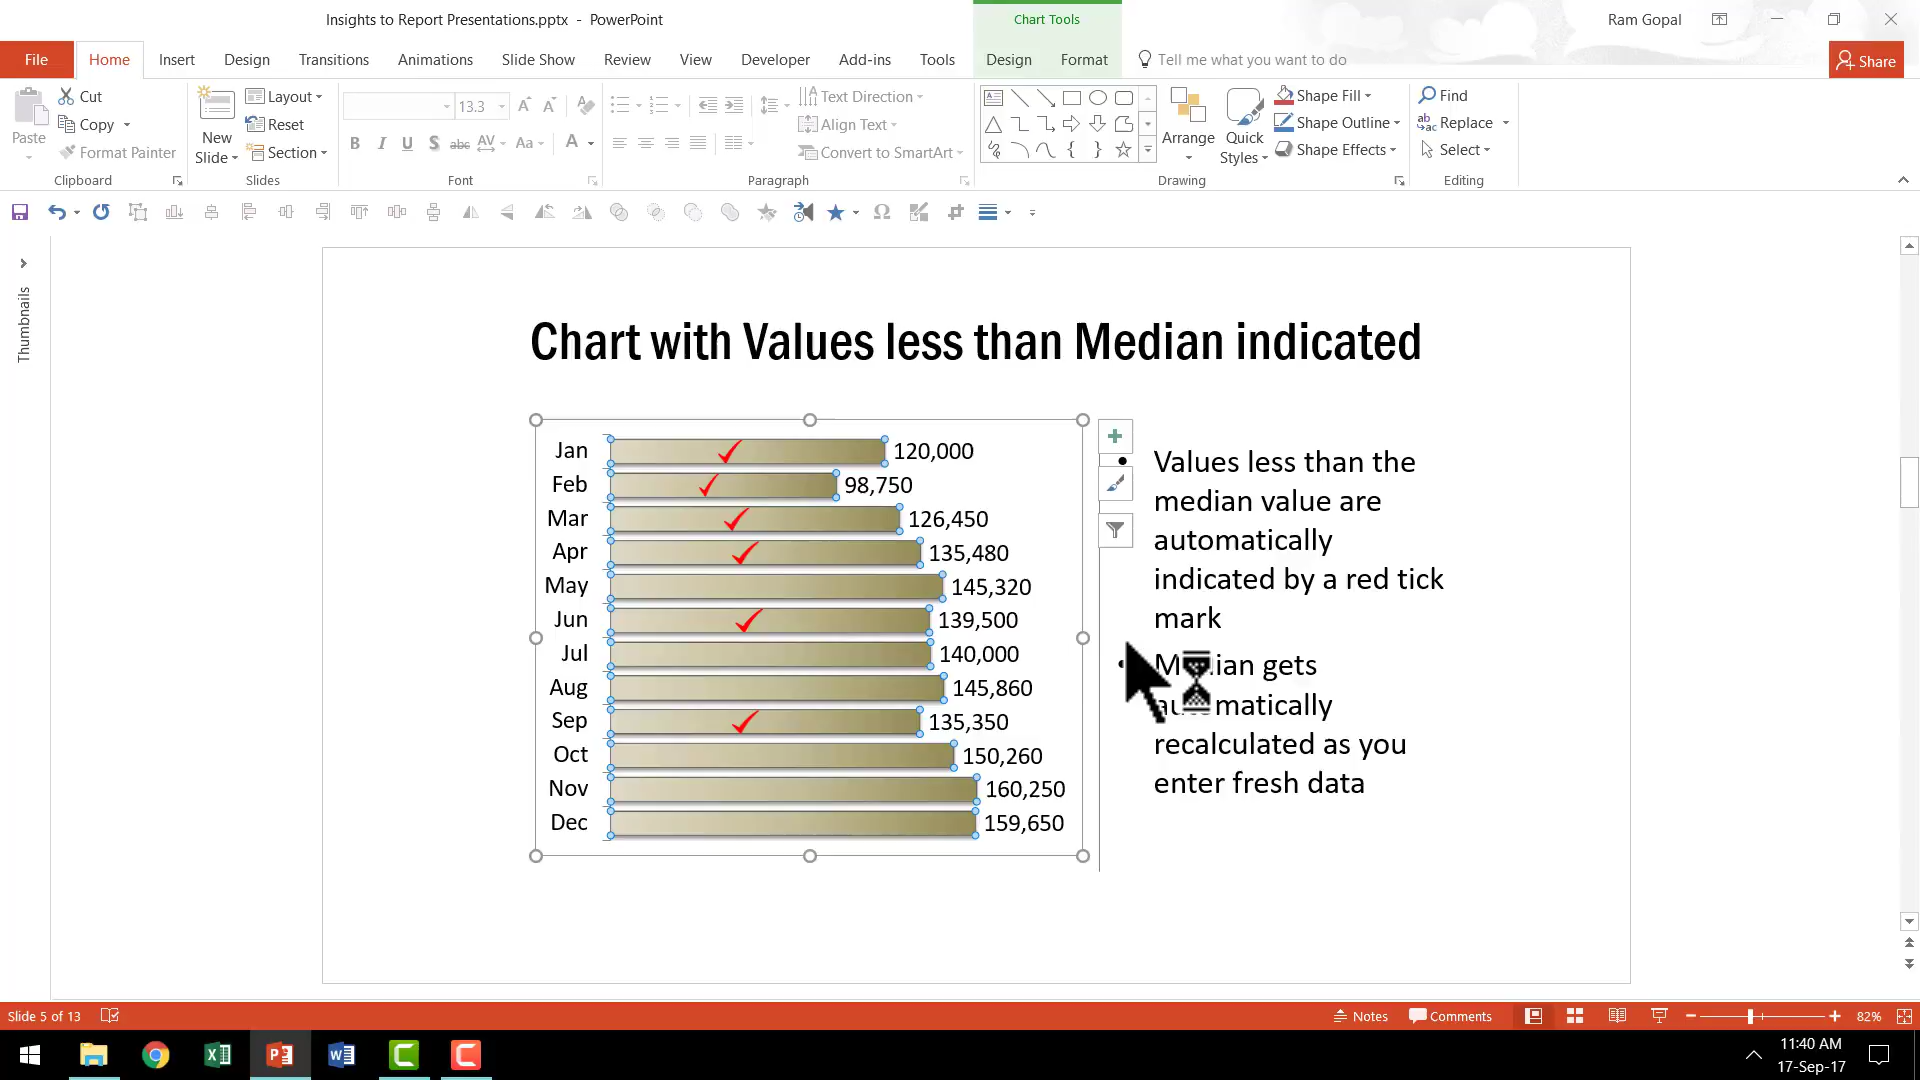 Insights to Report Presentations.pptx - PowerPoint
Chart Tools
Ram Gopal
File
Home
Insert
Design
Transitions
Animations
Slide Show
Review
View
Developer
Add-ins
Tools
Design
Format
Tell me what you want to do
Share
Paste
Cut
Copy
Format Painter
Clipboard
New
Slide
Layout
Reset
Section
Slides
13.3
Font
Text Direction
Align Text
Convert to SmartArt
Paragraph
Arrange
Quick
Styles
Shape Fill
Shape Outline
Shape Effects
Drawing
Find
Replace
Select
Editing
Thumbnails
Chart with Values less than Median indicated
Jan 120,000
Feb 98,750
Mar 126,450
Apr 135,480
May 145,320
Jun 139,500
Jul 140,000
Aug 145,860
Sep 135,350
Oct 150,260
Nov 160,250
Dec 159,650
• Values less than the
median value are
automatically
indicated by a red tick
mark
gets
recalculated as you
enter fresh data
Slide 5 of 13
Notes
Comments
82%
11:40 AM
17-Sep-17